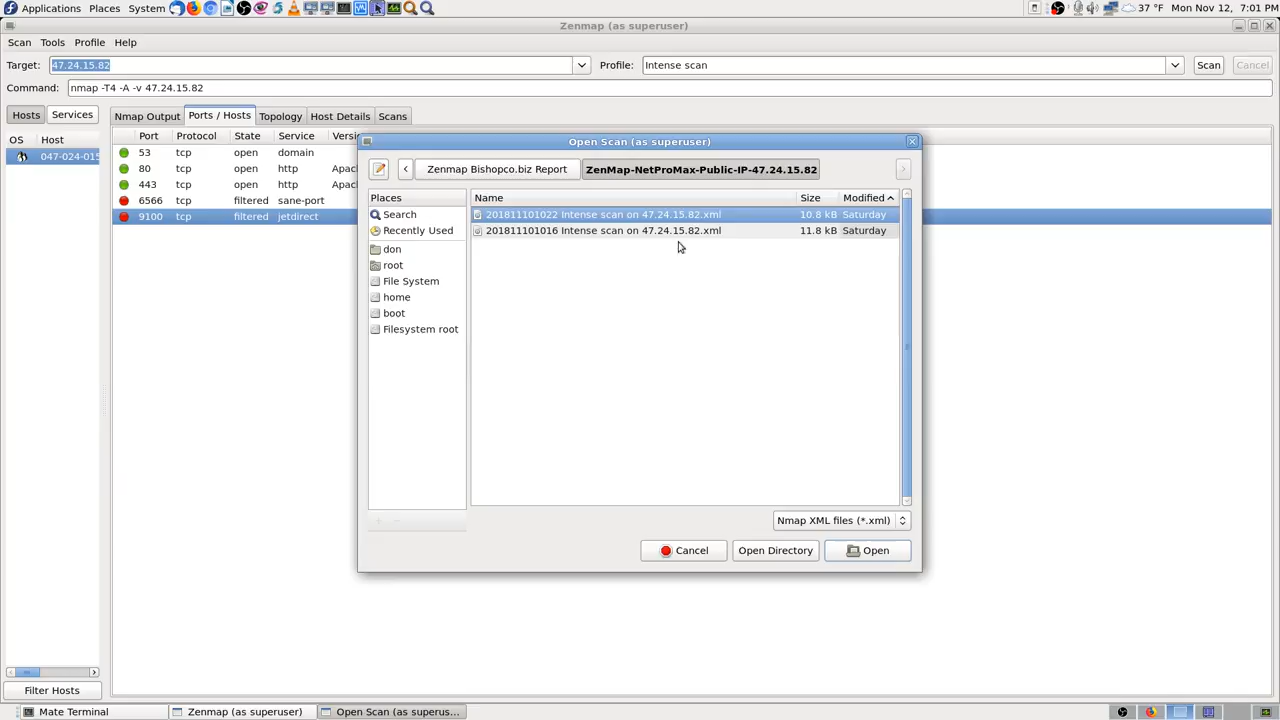 Applications Places System 37 °F Mon Nov 12, 7:01 PM
Zenmap (as superuser)
Scan Tools Profile Help
Target: 47.24.15.82 Profile: Intense scan Scan Cancel
Command: nmap -T4 -A -v 47.24.15.82
Hosts Services Nmap Output Ports / Hosts Topology Host Details Scans
OS Host Port Protocol State Service Versi
047-024-015 53 tcp open domain
80 tcp open http Apac
443 tcp open http Apac
6566 tcp filtered sane-port
9100 tcp filtered jetdirect
Open Scan (as superuser)
Zenmap Bishopco.biz Report ZenMap-NetProMax-Public-IP-47.24.15.82
Places Name Size Modified
Search
Recently Used
don
root
File System
home
boot
Filesystem root
201811101022 Intense scan on 47.24.15.82.xml 10.8 kB Saturday
201811101016 Intense scan on 47.24.15.82.xml 11.8 kB Saturday
Nmap XML files (*.xml)
Cancel Open Directory Open
Filter Hosts
Mate Terminal Zenmap (as superuser) Open Scan (as superus...